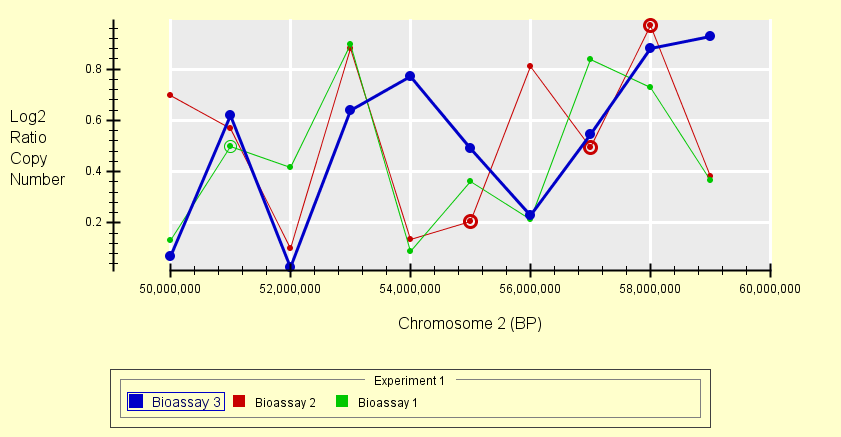 Log2
Ratio
Copy
Number
0.8
0.6
0.4
0.2
50,000,000 52,000,000 54,000,000 56,000,000 58,000,000 60,000,000
Chromosome 2 (BP)
Experiment 1
Bioassay 3 Bioassay 2 Bioassay 1